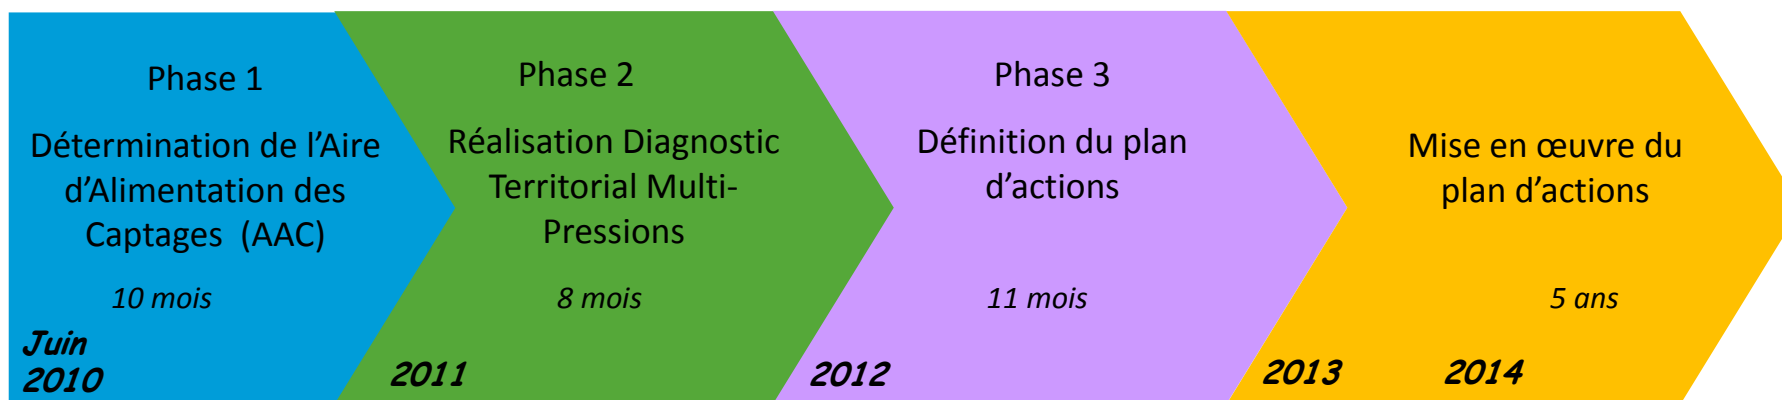 Phase 1
Détermination de l'Aire
d'Alimentation des
Captages (AAC)
10 mois
Juin
2010
Phase 2
Réalisation Diagnostic
Territorial Multi-
Pressions
8 mois
2011
Phase 3
Définition du plan
d'actions
11 mois
2012
Mise en œuvre du
plan d'actions
5 ans
2013
2014